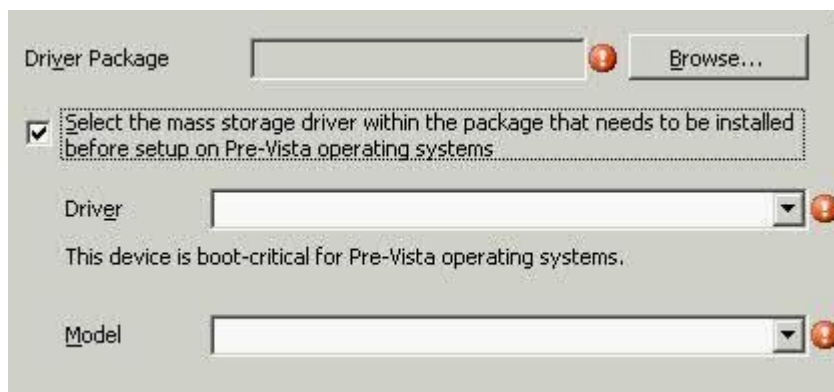 Driver Package
Browse...
Select the mass storage driver within the package that needs to be installed
before setup on Pre-Vista operating systems
Driver
This device is boot-critical for Pre-Vista operating systems.
Model